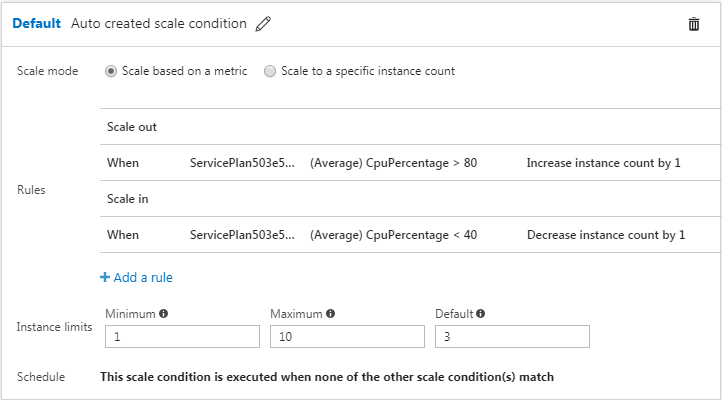 Default Auto created scale condition
Scale mode Scale based on a metric Scale to a specific instance count
Scale out
When ServicePlan503e5... (Average) CpuPercentage > 80 Increase instance count by 1
Rules
Scale in
When ServicePlan503e5... (Average) CpuPercentage < 40 Decrease instance count by 1
+ Add a rule
Minimum Maximum Default
Instance limits 1 10 3
Schedule This scale condition is executed when none of the other scale condition(s) match